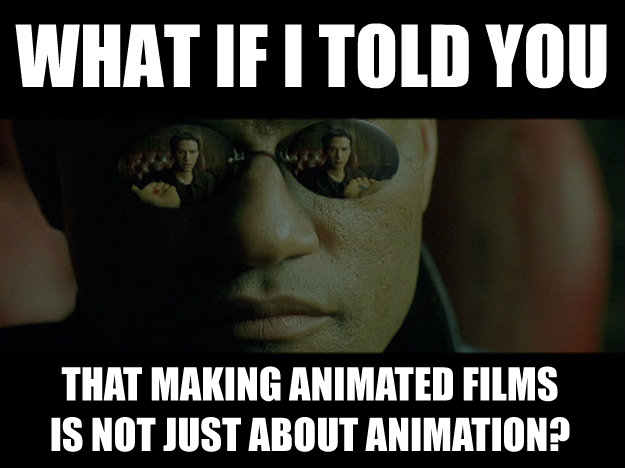 WHAT IF I TOLD YOU
THAT MAKING ANIMATED FILMS
IS NOT JUST ABOUT ANIMATION?